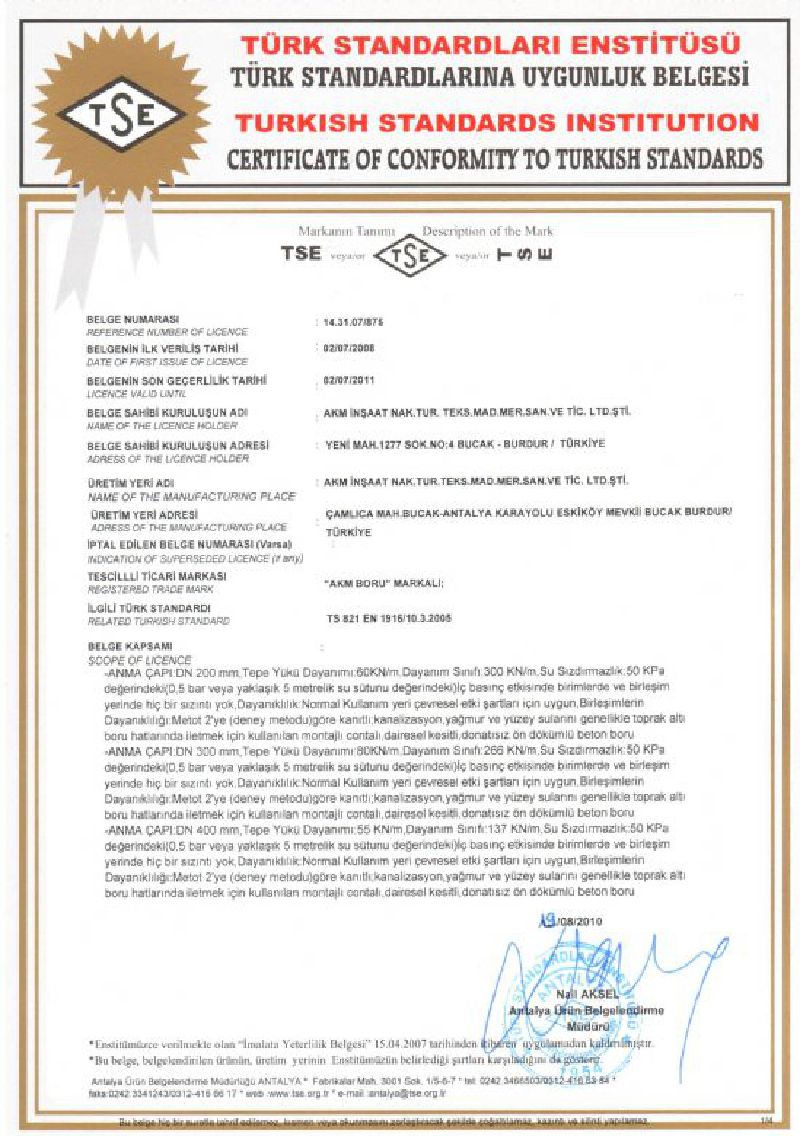 TÜRK STANDARDLARI ENSTİTÜSÜ
TÜRK STANDARDLARINA UYGUNLUK BELGESİ
TURKISH STANDARDS INSTITUTION
CERTIFICATE OF CONFORMITY TO TURKISH STANDARDS
TSE
Markanın Tanımı Description of the Mark
TSE veya/or TSE veya/or TSE
BELGE NUMARASI : 14.31.07/875
REFERENCE NUMBER OF LICENCE
BELGENİN İLK VERİLİŞ TARİHİ : 02/07/2008
DATE OF FIRST ISSUE OF LICENCE
BELGENİN SON GEÇERLİLİK TARİHİ : 02/07/2011
LICENCE VALID UNTIL
BELGE SAHİBİ KURULUŞUN ADI : AKM İNŞAAT NAK.TUR. TEKS.MAD.MER.SAN.VE TİC. LTD.ŞTİ.
NAME OF THE LICENCE HOLDER
BELGE SAHİBİ KURULUŞUN ADRESİ : YENİ MAH.1277 SOK.NO:4 BUCAK - BURDUR / TÜRKİYE
ADRESS OF THE LICENCE HOLDER
ÜRETİM YERİ ADI : AKM İNŞAAT NAK.TUR.TEKS.MAD.MER.SAN.VE TİC. LTD.ŞTİ.
NAME OF THE MANUFACTURING PLACE
ÜRETİM YERİ ADRESİ : ÇAMLICA MAH.BUCAK-ANTALYA KARAYOLU ESKİKÖY MEVKİİ BUCAK BURDUR/
ADRESS OF THE MANUFACTURING PLACE
TÜRKİYE
İPTAL EDİLEN BELGE NUMARASI (Varsa) :
INDICATION OF SUPERSEDED LICENCE (if any)
TESCİLLLİ TİCARİ MARKASI : "AKM BORU" MARKALI;
REGISTERED TRADE MARK
İLGİLİ TÜRK STANDARDI
RELATED TURKISH STANDARD TS 821 EN 1916/10.3.2005
BELGE KAPSAMI :
SCOPE OF LICENCE
-ANMA ÇAPI:DN 200 mm,Tepe Yükü Dayanımı:60KN/m,Dayanım Sınıfı:300 KN/m,Su Sızdırmazlık:50 KPa
değerindeki(0,5 bar veya yaklaşık 5 metrelik su sütunu değerindeki)İç basınç etkisinde birimlerde ve birleşim
yerinde hiç bir sızıntı yok,Dayanıklılık:Normal Kullanım yeri çevresel etki şartları için uygun,Birleşimlerin
Dayanıklılığı:Metot 2'ye (deney metodu)göre kanıtlı;kanalizasyon,yağmur ve yüzey sularını genellikle toprak altı
boru hatlarında iletmek için kullanılan montajlı contalı,dairesel kesitli,donatısız ön dökümlü beton boru
-ANMA ÇAPI:DN 300 mm,Tepe Yükü Dayanımı:80KN/m,Dayanım Sınıfı:266 KN/m,Su Sızdırmazlık:50 KPa
değerindeki(0,5 bar veya yaklaşık 5 metrelik su sütunu değerindeki)İç basınç etkisinde birimlerde ve birleşim
yerinde hiç bir sızıntı yok,Dayanıklılık:Normal Kullanım yeri çevresel etki şartları için uygun,Birleşimlerin
Dayanıklılığı:Metot 2'ye (deney metodu)göre kanıtlı;kanalizasyon,yağmur ve yüzey sularını genellikle toprak altı
boru hatlarında iletmek için kullanılan montajlı contalı,dairesel kesitli,donatısız ön dökümlü beton boru
-ANMA ÇAPI:DN 400 mm,Tepe Yükü Dayanımı:55 KN/m,Dayanım Sınıfı:137 KN/m,Su Sızdırmazlık:50 KPa
değerindeki(0,5 bar veya yaklaşık 5 metrelik su sütunu değerindeki)İç basınç etkisinde birimlerde ve birleşim
yerinde hiç bir sızıntı yok,Dayanıklılık:Normal Kullanım yeri çevresel etki şartları için uygun,Birleşimlerin
Dayanıklılığı:Metot 2'ye (deney metodu)göre kanıtlı;kanalizasyon,yağmur ve yüzey sularını genellikle toprak altı
boru hatlarında iletmek için kullanılan montajlı contalı,dairesel kesitli,donatısız ön dökümlü beton boru
19/08/2010
STANDARDLARI ENSTİTÜSÜ
ANTALYA
Nail AKSEL
Antalya Ürün Belgelendirme
Müdürü
1954
*Enstitümüzce verilmekte olan "İmalata Yeterlilik Belgesi" 15.04.2007 tarihinden itibaren uygulamadan kaldırılmıştır.
*Bu belge, belgelendirilen ürünün, üretim yerinin Enstitümüzün belirlediği şartları karşıladığını da gösterir.
Antalya Ürün Belgelendirme Müdürlüğü ANTALYA * Fabrikalar Mah. 3001 Sok. 1/5-6-7 * tel: 0242 3466503/0312-416 63 84 *
faks:0242 3341243/0312-416 66 17 * web :www.tse.org.tr * e-mail :antalya@tse.org.tr
Bu belge hiç bir suretle tahrif edilemez, kısmen veya okunmasını zorlaştıracak şekilde çoğaltılamaz, kazıntı ve silinti yapılamaz.
1/4